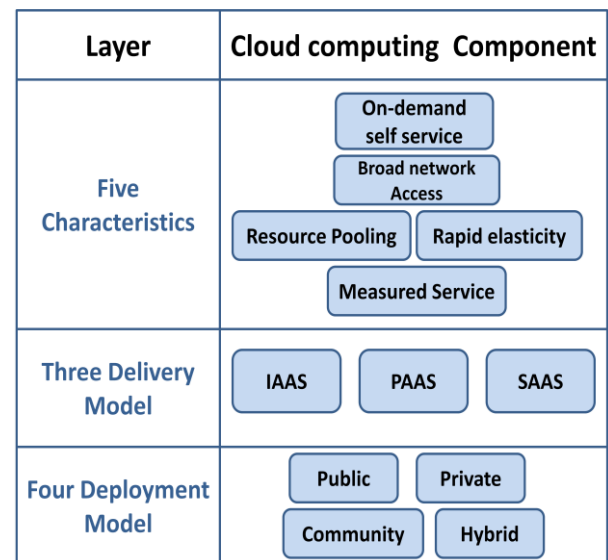 Layer
Cloud computing Component
Five
Characteristics
On-demand
self service
Broad network
Access
Resource Pooling
Rapid elasticity
Measured Service
Three Delivery
Model
IAAS
PAAS
SAAS
Four Deployment
Model
Public
Private
Community
Hybrid